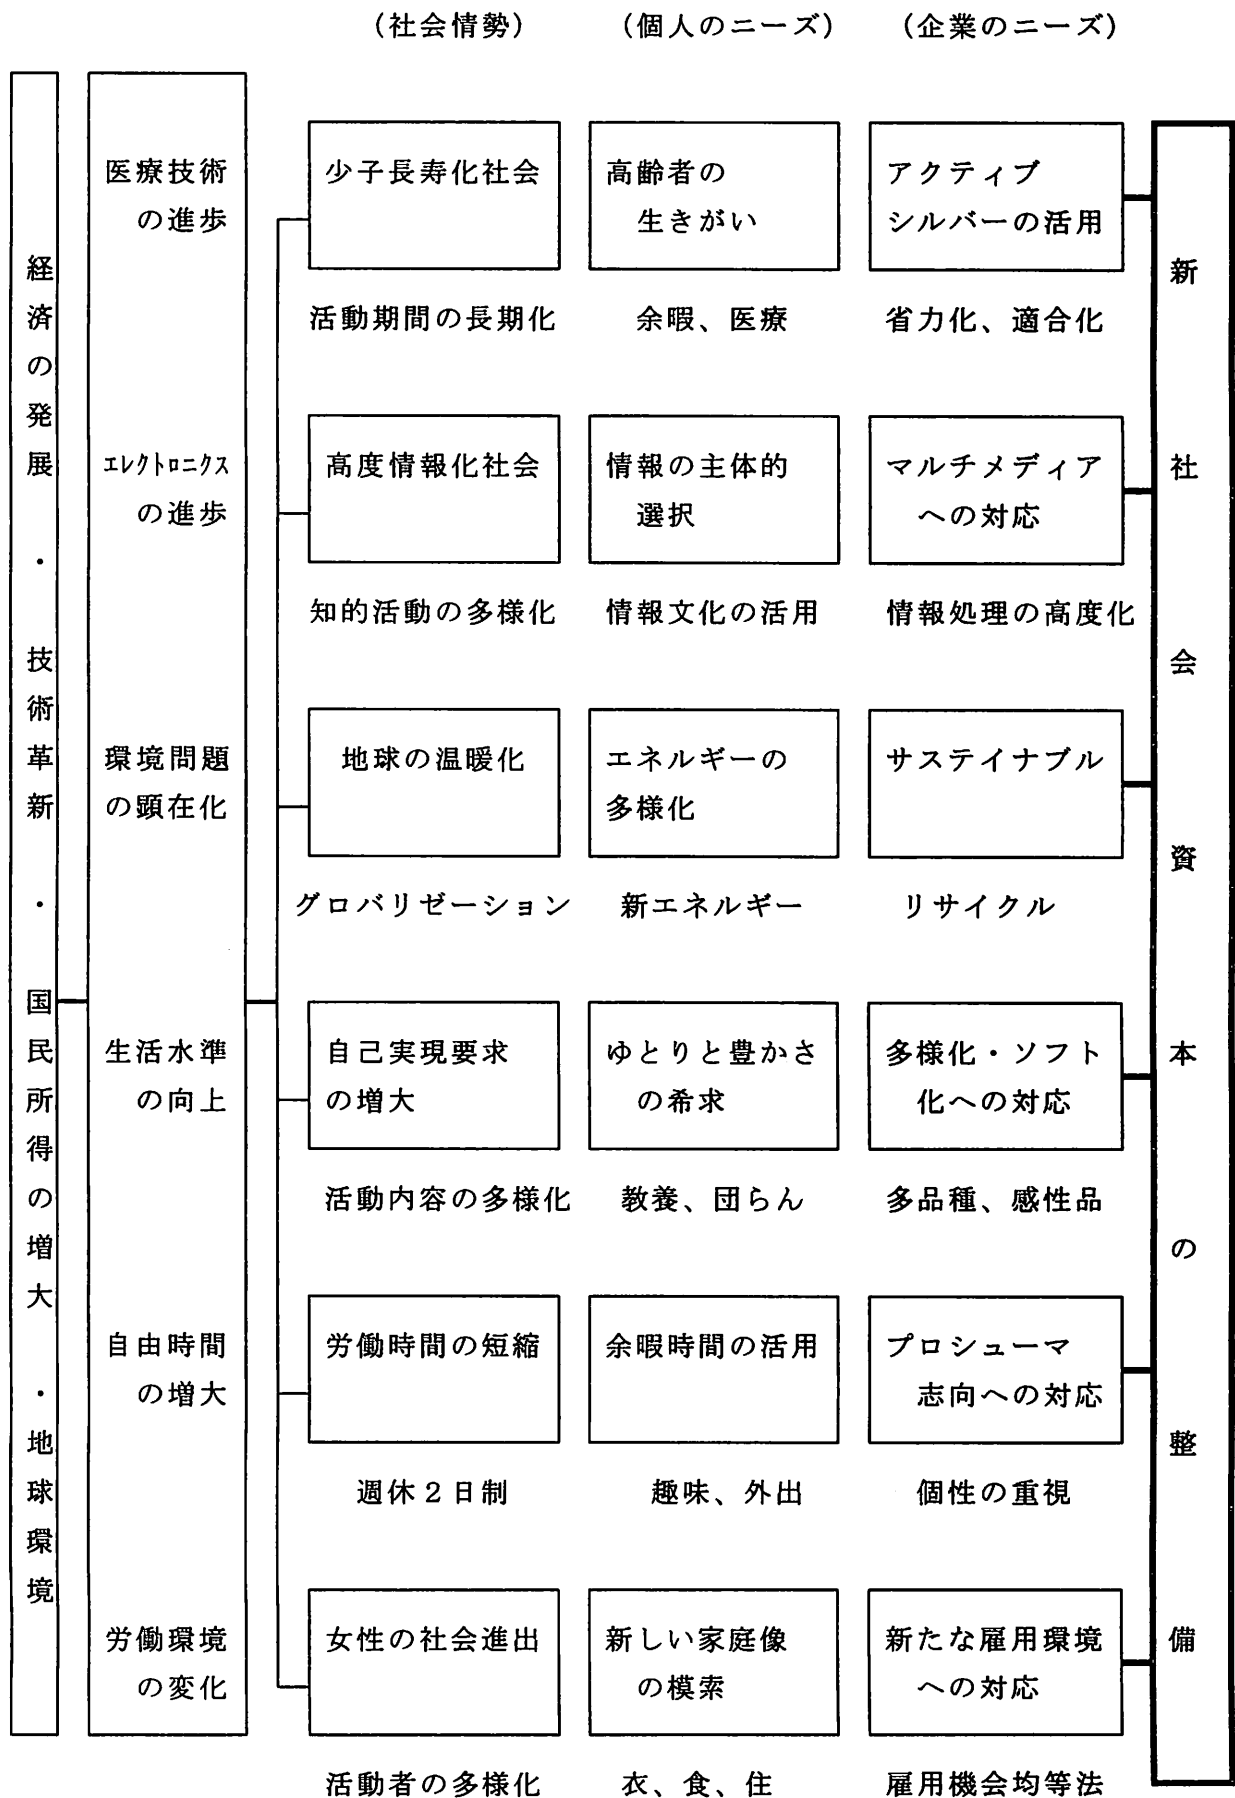 (社会情勢)
(個人のニーズ)
(企業のニーズ)
経済の発展・技術革新・国民所得の増大・地球環境
医療技術
の進歩
少子長寿化社会
高齢者の
生きがい
アクティブ
シルバーの活用
活動期間の長期化
余暇、医療
省力化、適合化
エレクトロニクス
の進歩
高度情報化社会
情報の主体的
選択
マルチメディア
への対応
知的活動の多様化
情報文化の活用
情報処理の高度化
環境問題
の顕在化
地球の温暖化
エネルギーの
多様化
サステイナブル
グロバリゼーション
新エネルギー
リサイクル
生活水準
の向上
自己実現要求
の増大
ゆとりと豊かさ
の希求
多様化・ソフト
化への対応
活動内容の多様化
教養、団らん
多品種、感性品
自由時間
の増大
労働時間の短縮
余暇時間の活用
プロシューマ
志向への対応
週休2日制
趣味、外出
個性の重視
労働環境
の変化
女性の社会進出
新しい家庭像
の模索
新たな雇用環境
への対応
活動者の多様化
衣、食、住
雇用機会均等法
新社会資本の整備